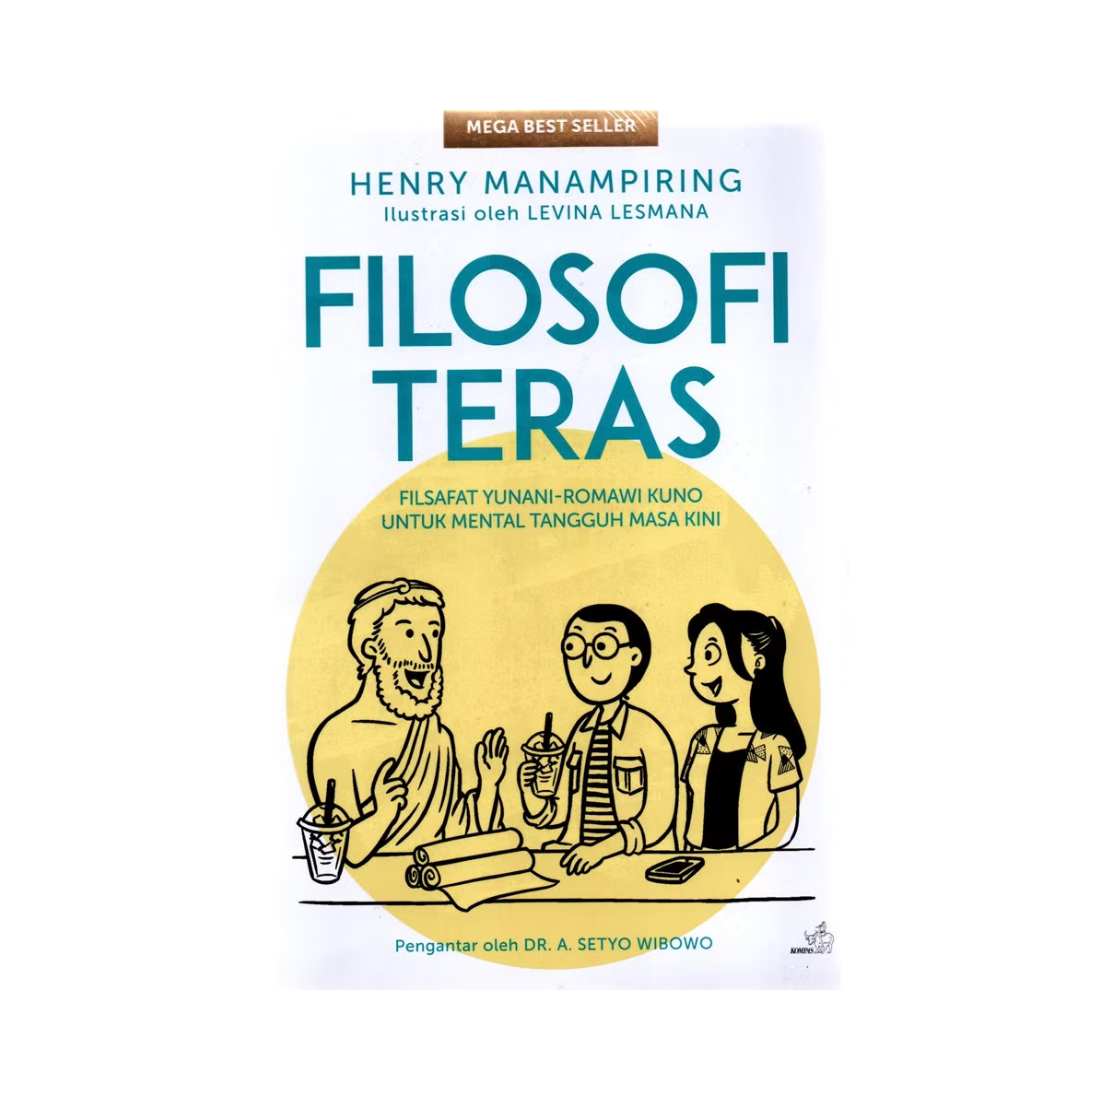 MEGA BEST SELLER
HENRY MANAMPIRING
Ilustrasi oleh LEVINA LESMANA
FILOSOFI
TERAS
FILSAFAT YUNANI-ROMAWI KUNO
UNTUK MENTAL TANGGUH MASA KINI
Pengantar oleh DR. A. SETYO WIBOWO
KOMPAS